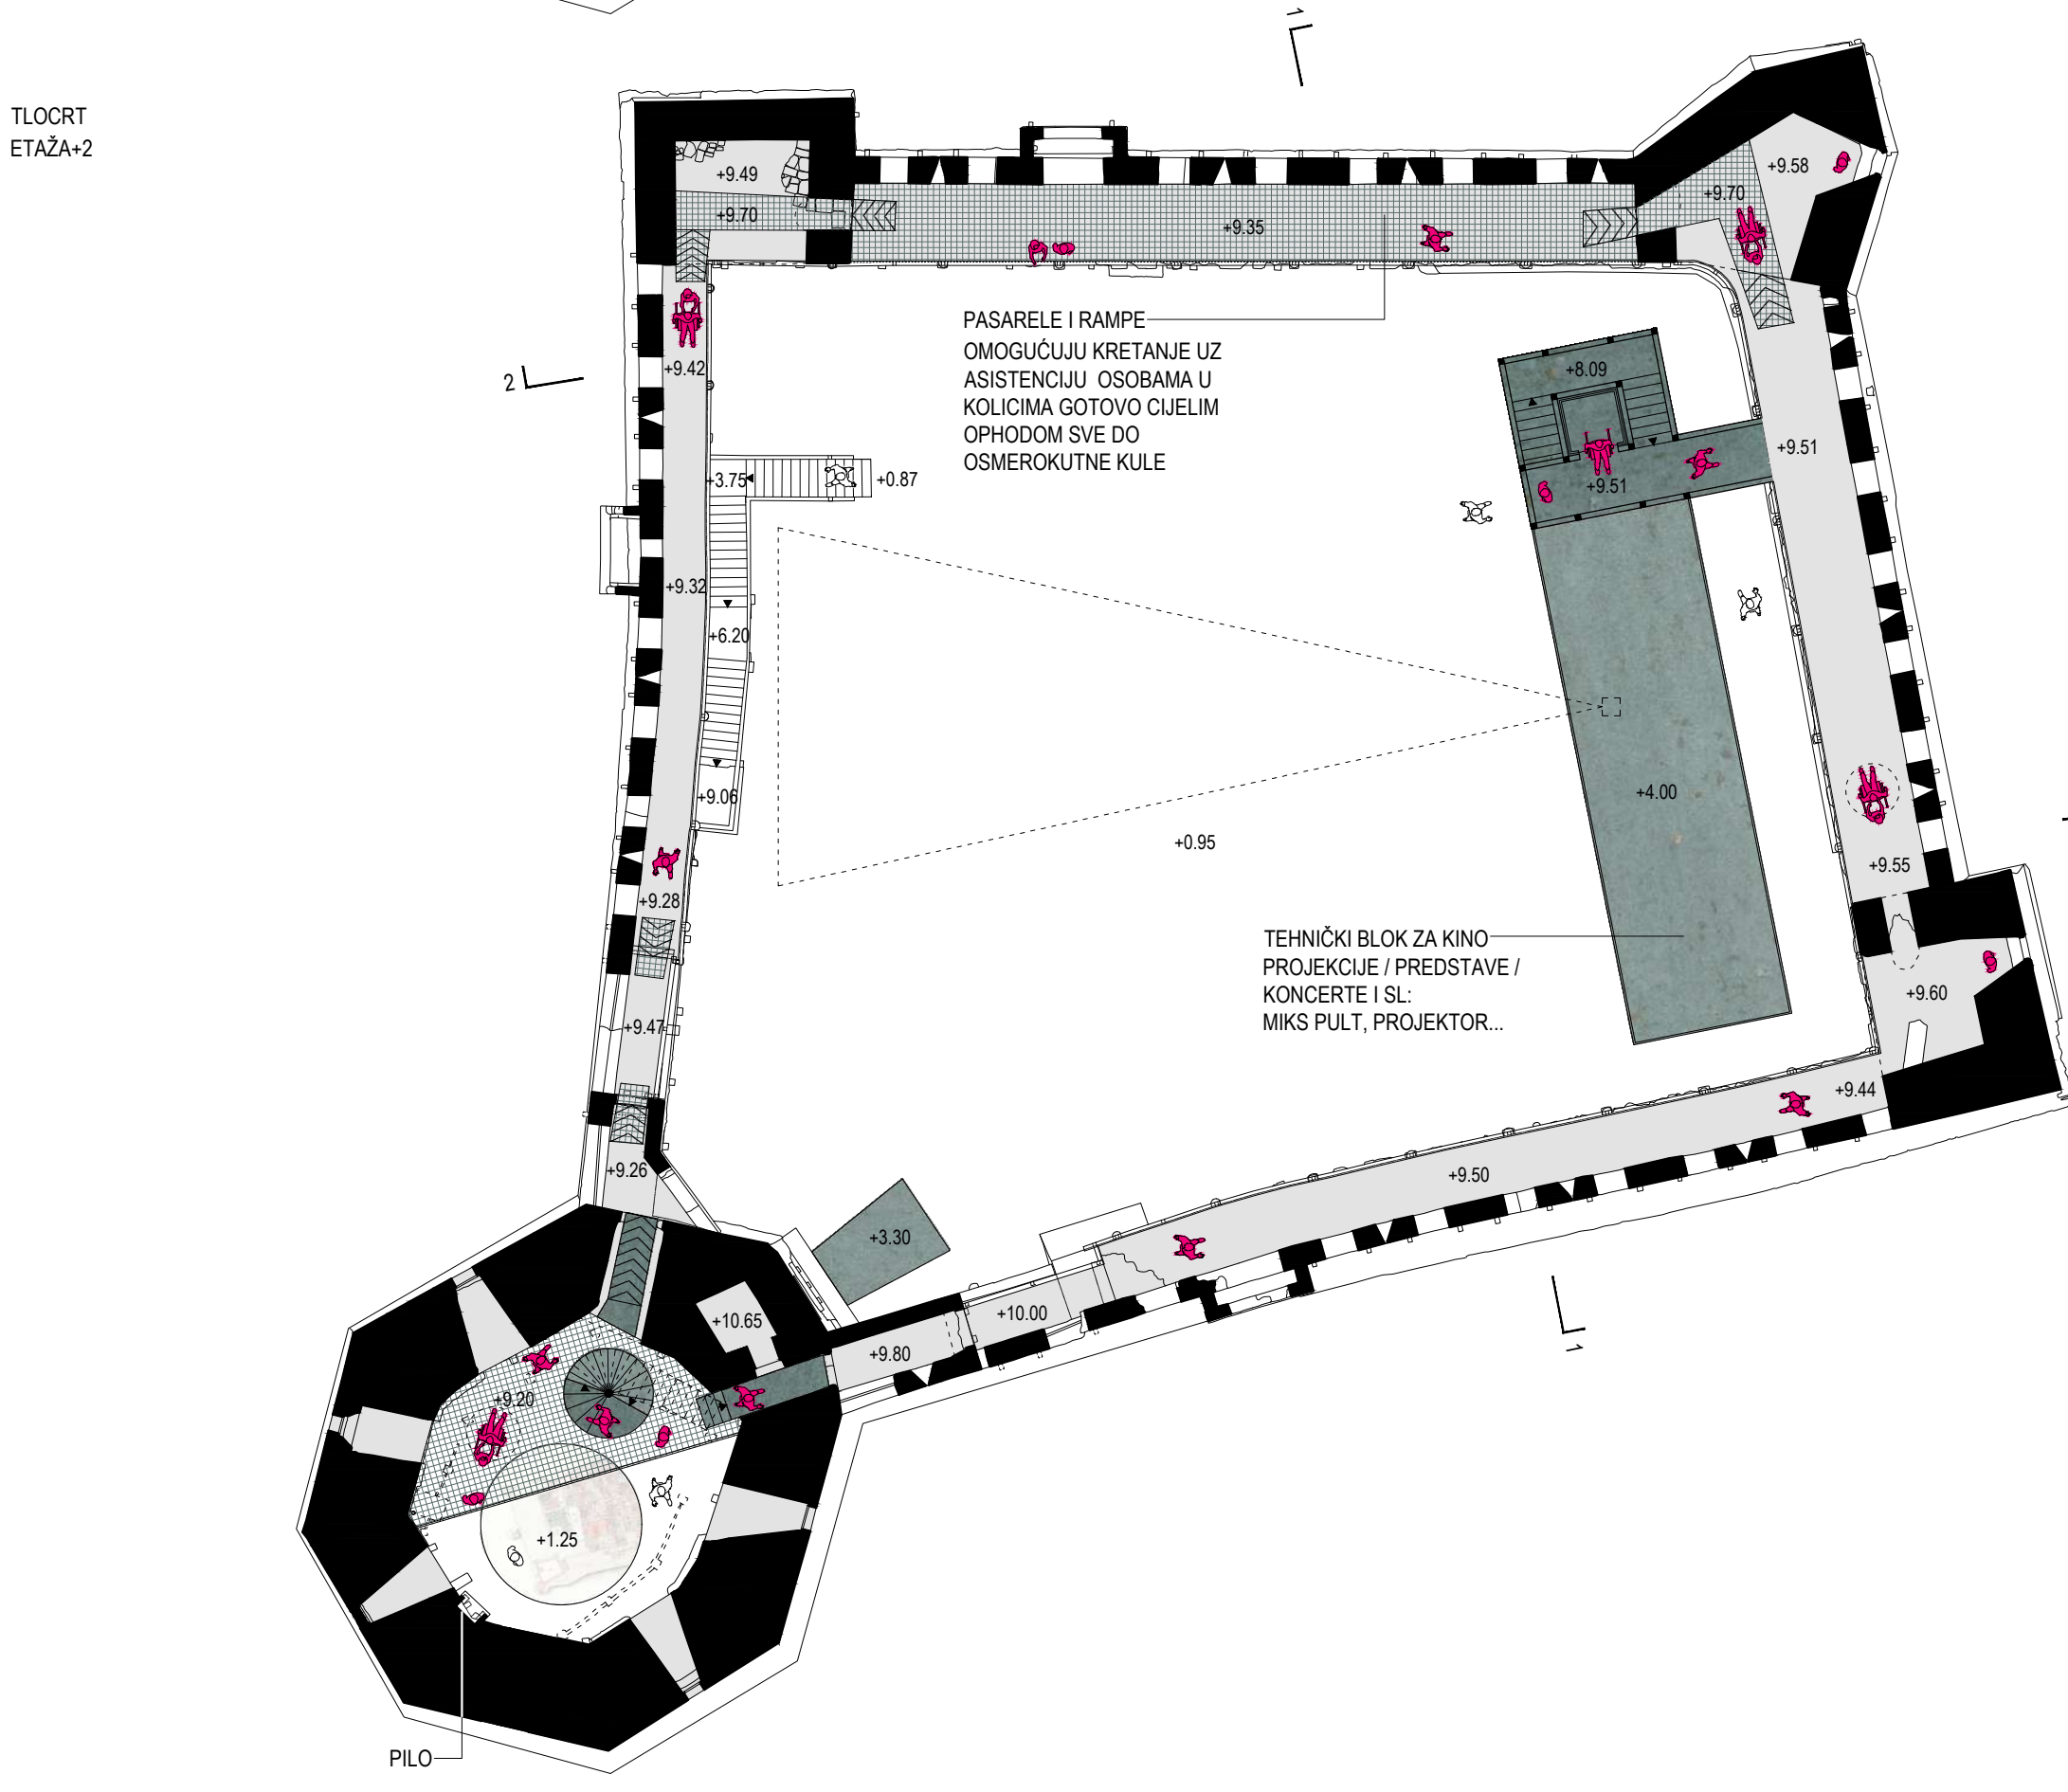 1
TLOCRT
ETAŽA+2
+9.49
+9.58
+9.70
+9.70
+9.35
PASARELE I RAMPE
OMOGUĆUJU KRETANJE UZ
ASISTENCIJU OSOBAMA U
KOLICIMA GOTOVO CIJELIM
OPHODOM SVE DO
OSMEROKUTNE KULE
+9.42
2
+8.09
+9.51
+3.75
+0.87
+9.51
+9.32
+6.20
+9.06
+4.00
+0.95
+9.55
+9.28
TEHNIČKI BLOK ZA KINO
PROJEKCIJE / PREDSTAVE /
KONCERTE I SL:
MIKS PULT, PROJEKTOR...
+9.60
+9.47
+9.44
+9.26
+9.50
+3.30
+10.65
+10.00
+9.80
1
+9.20
+1.25
PILO